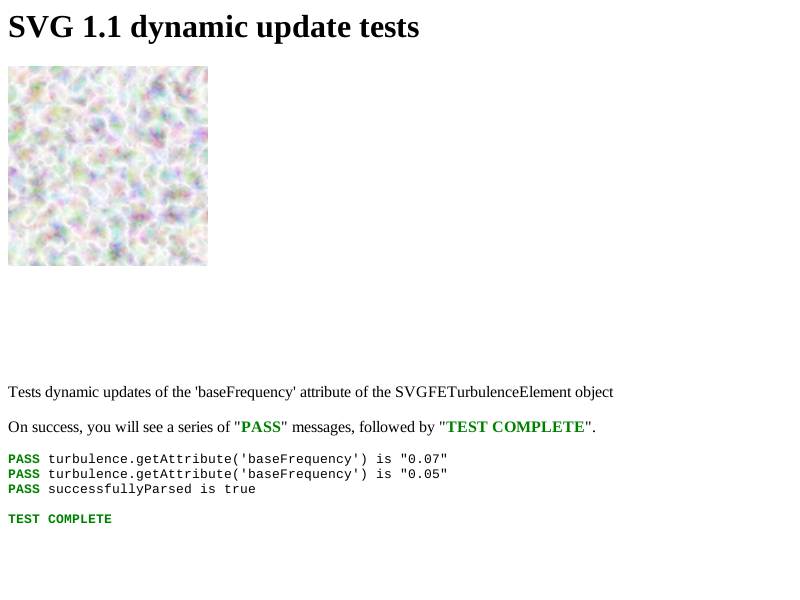 SVG 1.1 dynamic update tests
Tests dynamic updates of the 'baseFrequency' attribute of the SVGFETurbulenceElement object
On success, you will see a series of "PASS" messages, followed by "TEST COMPLETE".
PASS turbulence.getAttribute('baseFrequency') is "0.07"
PASS turbulence.getAttribute('baseFrequency') is "0.05"
PASS successfullyParsed is true
TEST COMPLETE